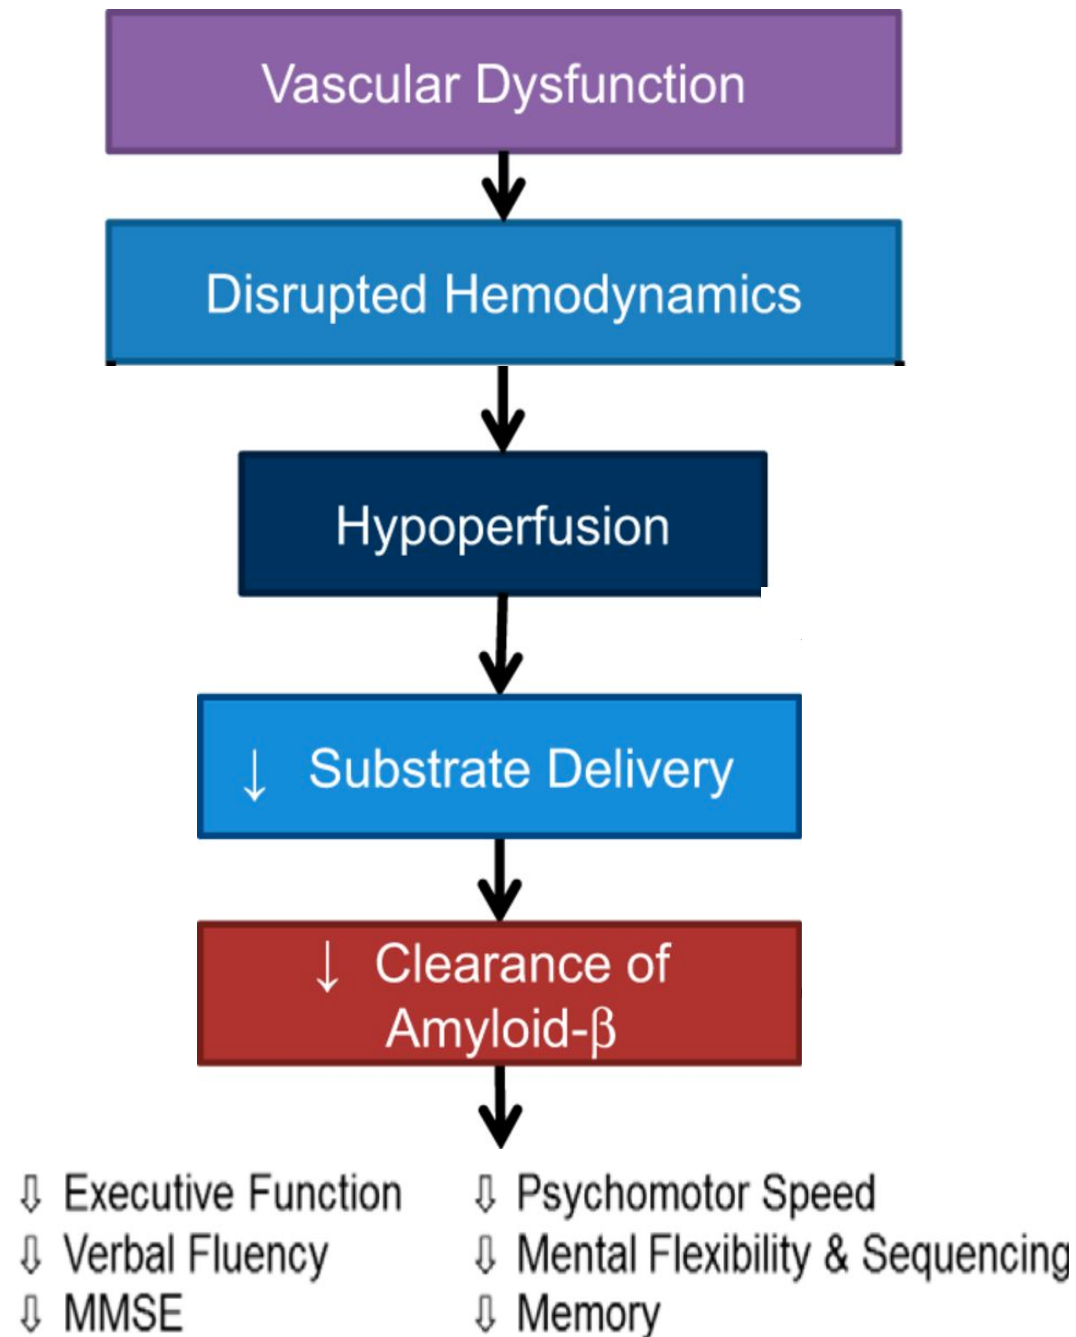 Vascular Dysfunction
Disrupted Hemodynamics
Hypoperfusion
↓ Substrate Delivery
↓ Clearance of
Amyloid-β
⇩ Executive Function
⇩ Verbal Fluency
⇩ MMSE
⇩ Psychomotor Speed
⇩ Mental Flexibility & Sequencing
⇩ Memory